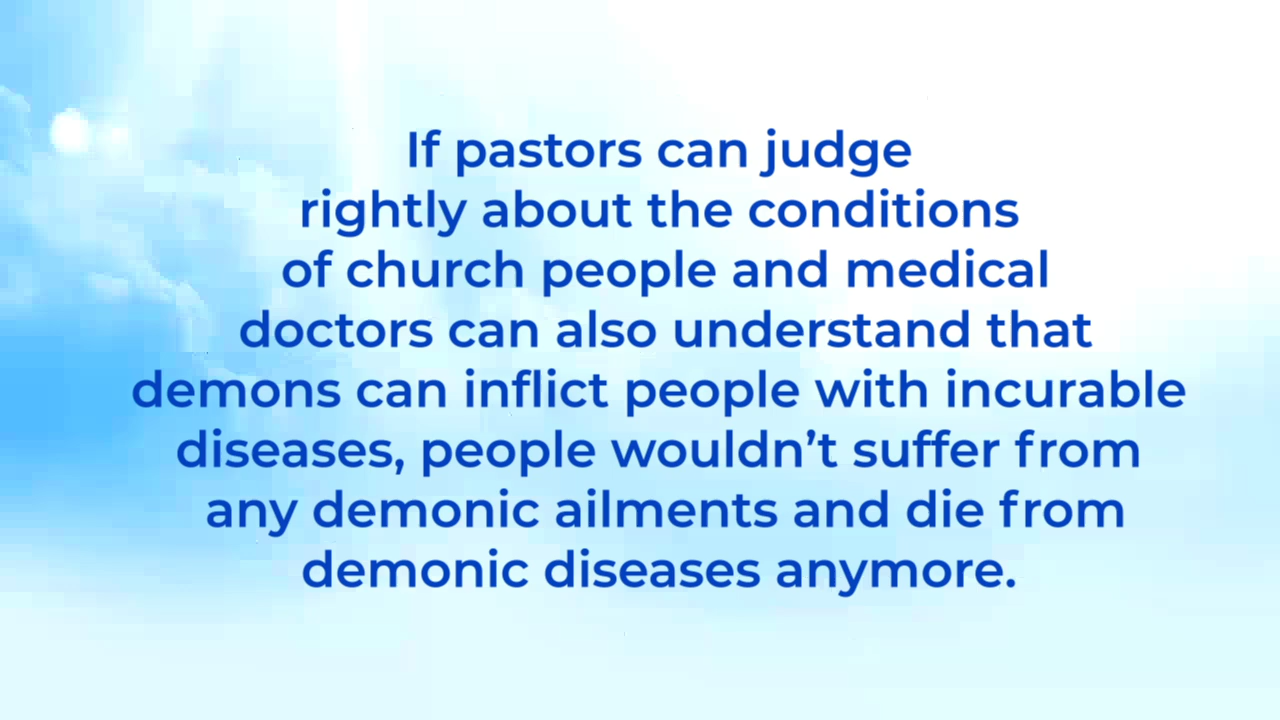 If pastors can judge
rightly about the conditions
of church people and medical
doctors can also understand that
demons can inflict people with incurable
diseases, people wouldn’t suffer from
any demonic ailments and die from
demonic diseases anymore.